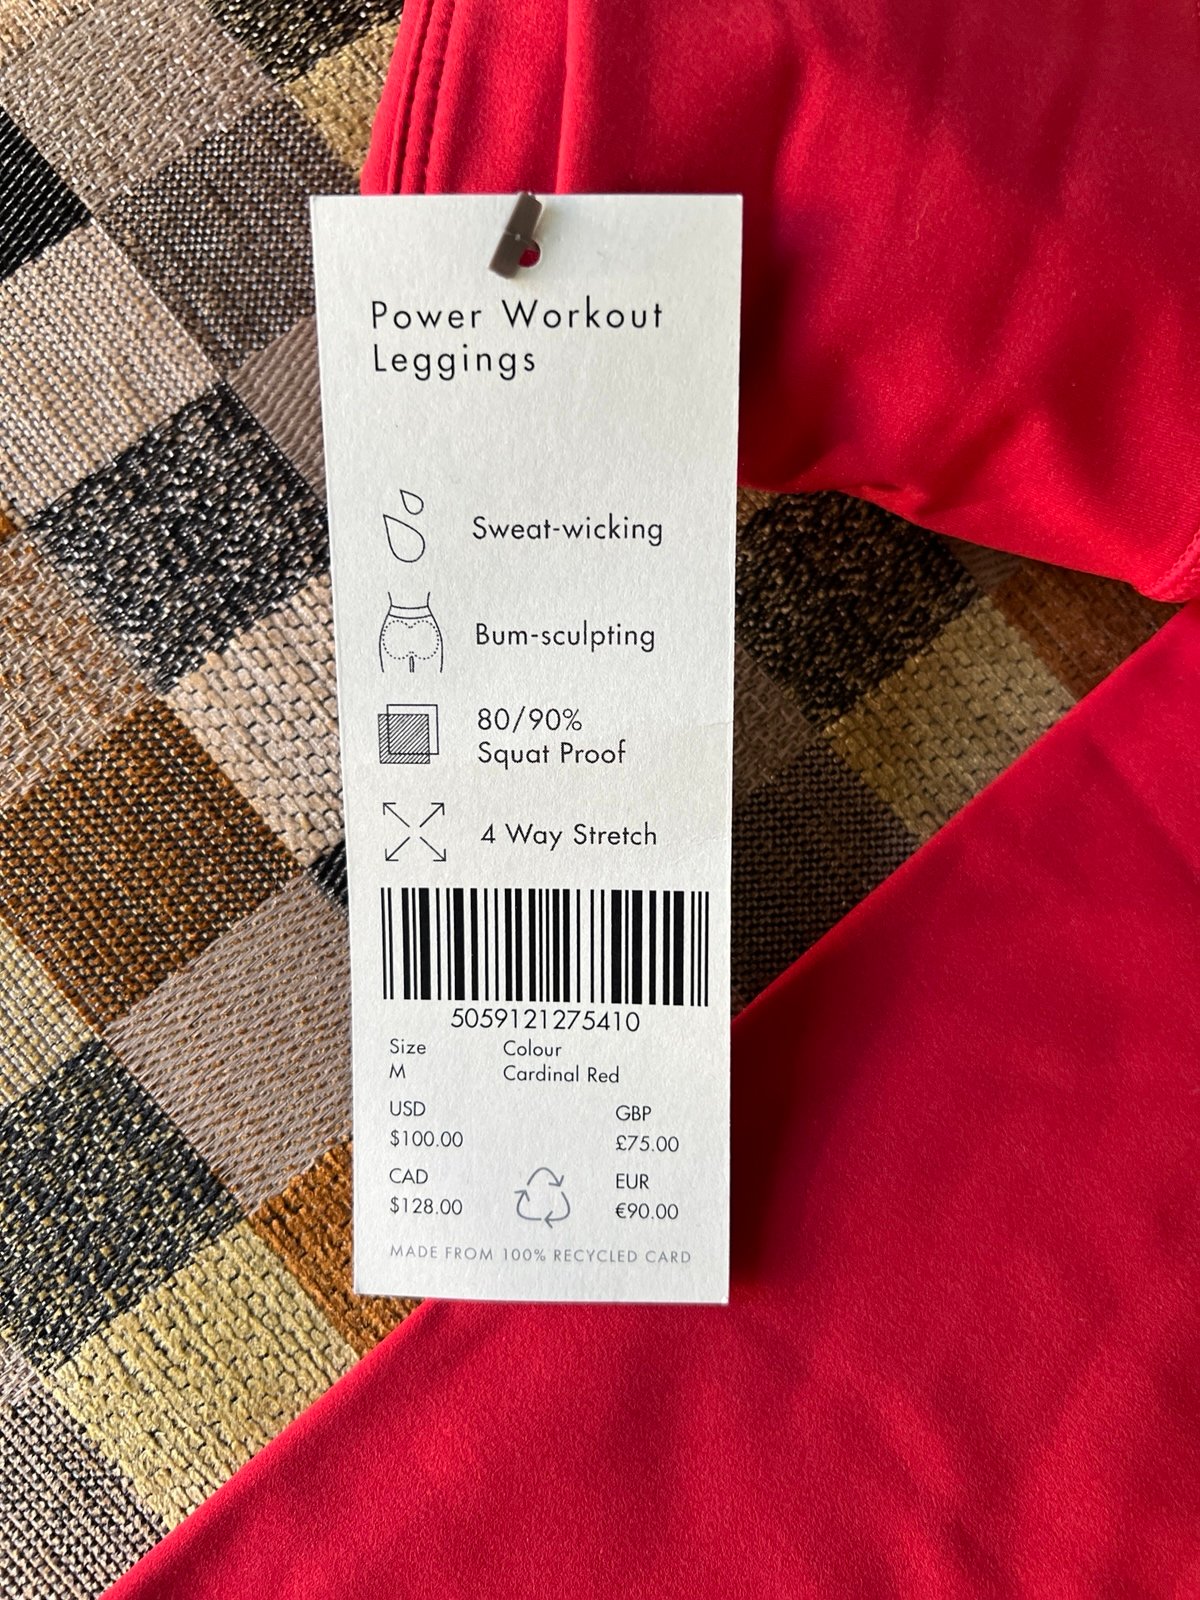 Power Workout
Leggings
Sweat-wicking
Bum-sculpting
80/90%
Squat Proof
4 Way Stretch
5059121275410
Size Colour
M Cardinal Red
USD GBP
$100.00 £75.00
CAD EUR
$128.00 €90.00
MADE FROM 100% RECYCLED CARD